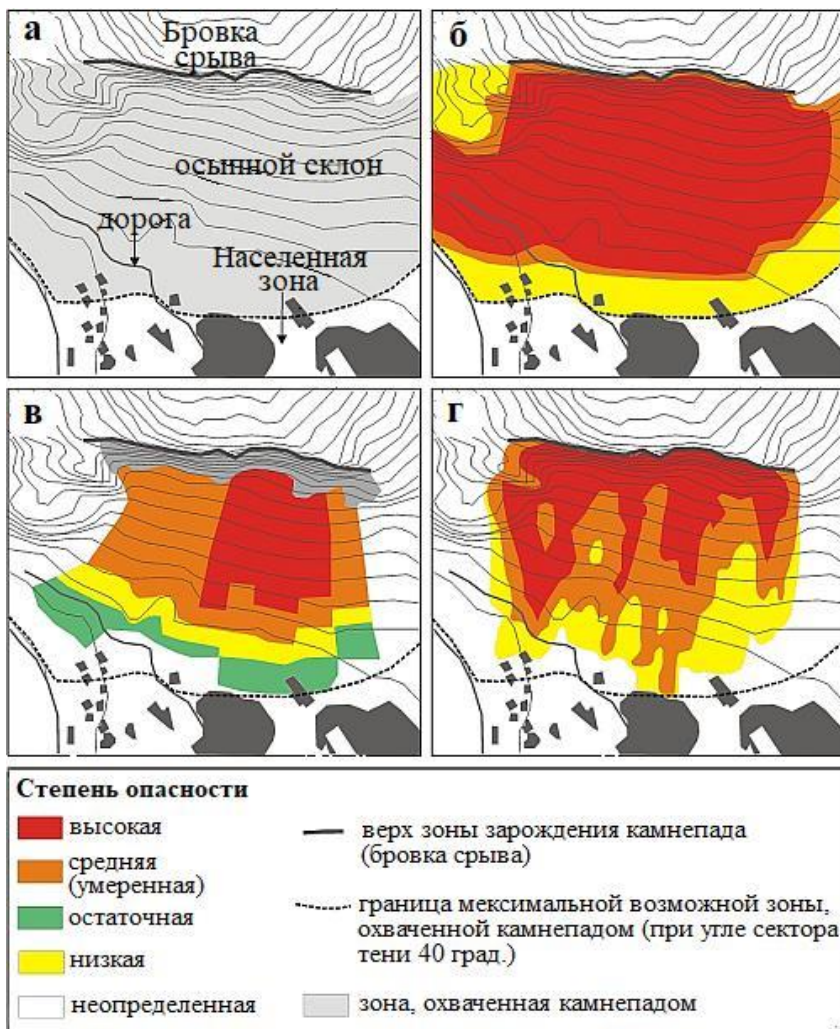 а
Бровка
срыва
осыпной склон
дорога
Населенная
зона
б
в
г
Степень опасности
высокая
средняя
(умеренная)
остаточная
низкая
неопределенная
верх зоны зарождения камнепада
(бровка срыва)
граница мексимальной возможной зоны,
охваченной камнепадом (при угле сектора
тени 40 град.)
зона, охваченная камнепадом